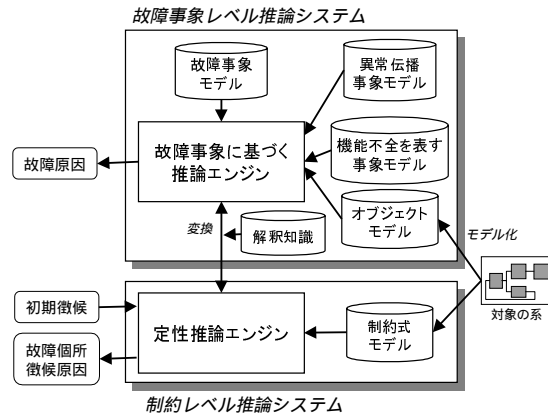 故障事象レベル推論システム
故障事象
モデル
異常伝播
事象モデル
故障事象に基づく
推論エンジン
機能不全を表す
事象モデル
故障原因
オブジェクト
モデル
変換
解釈知識
モデル化
初期徴候
定性推論エンジン
制約式
モデル
対象の系
故障個所
徴候原因
制約レベル推論システム